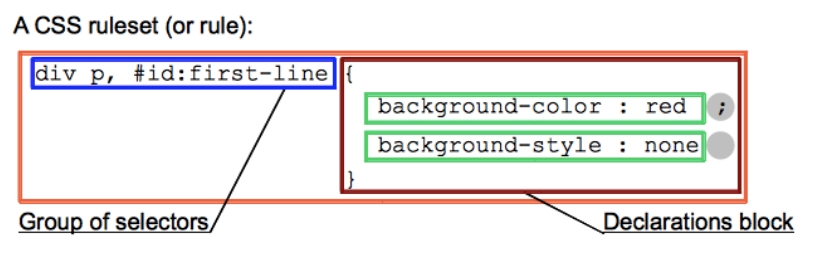 A CSS ruleset (or rule):
div p, #id:first-line {
background-color : red ;
background-style : none
}
Group of selectors
Declarations block